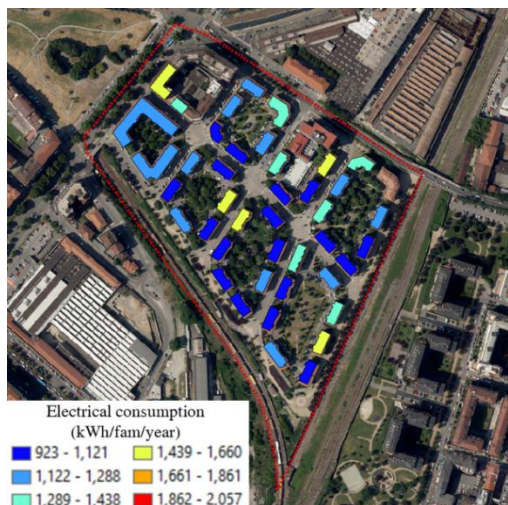 Electrical consumption
(kWh/fam/year)
923 - 1,121 1,439 - 1,660
1,122 - 1,288 1,661 - 1,861
1,289 - 1,438 1,862 - 2,057